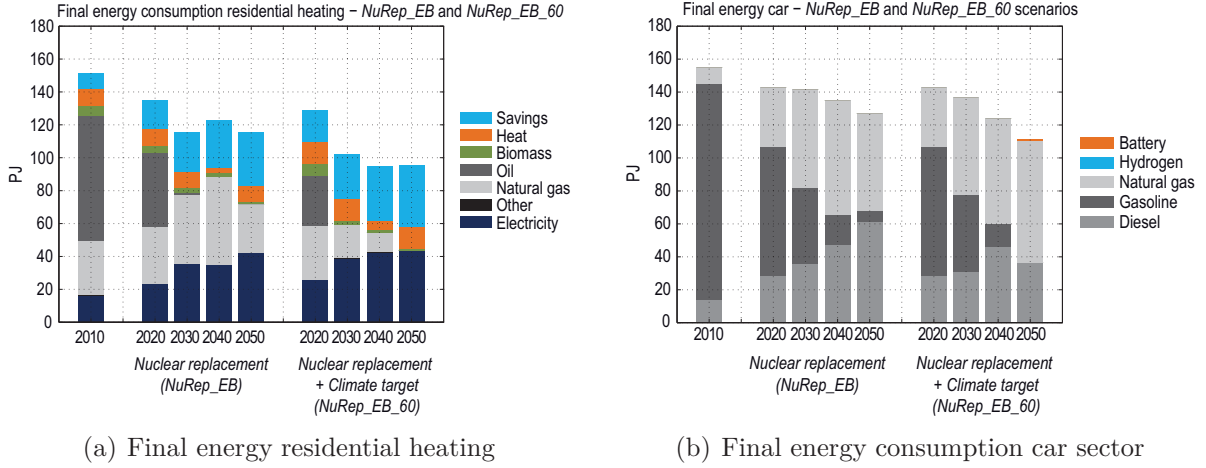 Final energy consumption residential heating – NuRep_EB and NuRep_EB_60
180
160
140
120
100
80
60
40
20
0
PJ
2010 2020 2030 2040 2050 2020 2030 2040 2050
Nuclear replacement
(NuRep_EB)
Nuclear replacement
+ Climate target
(NuRep_EB_60)
Savings
Heat
Biomass
Oil
Natural gas
Other
Electricity
(a) Final energy residential heating
Final energy car – NuRep_EB and NuRep_EB_60 scenarios
180
160
140
120
100
80
60
40
20
0
PJ
2010 2020 2030 2040 2050 2020 2030 2040 2050
Nuclear replacement
(NuRep_EB)
Nuclear replacement
+ Climate target
(NuRep_EB_60)
Battery
Hydrogen
Natural gas
Gasoline
Diesel
(b) Final energy consumption car sector